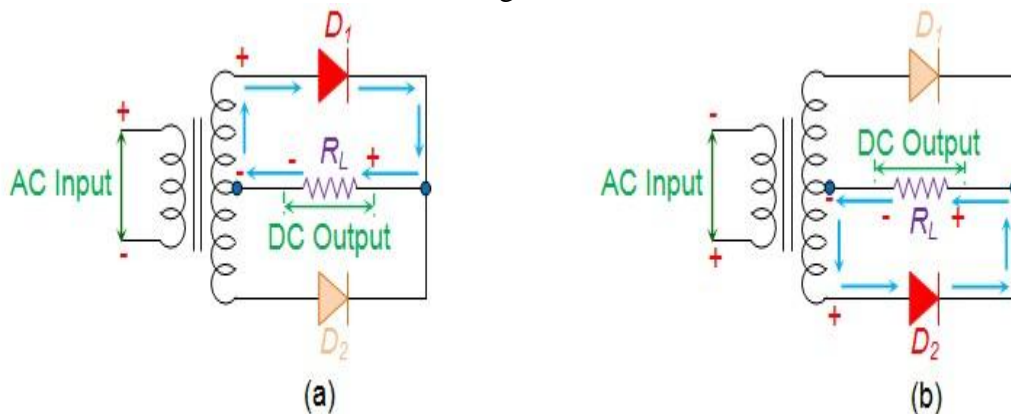 D1
D1
+
+
+
-
-
-
+
RL
DC Output
AC Input
AC Input
-
-
+
RL
DC Output
-
+
+
D2
D2
(a)
(b)